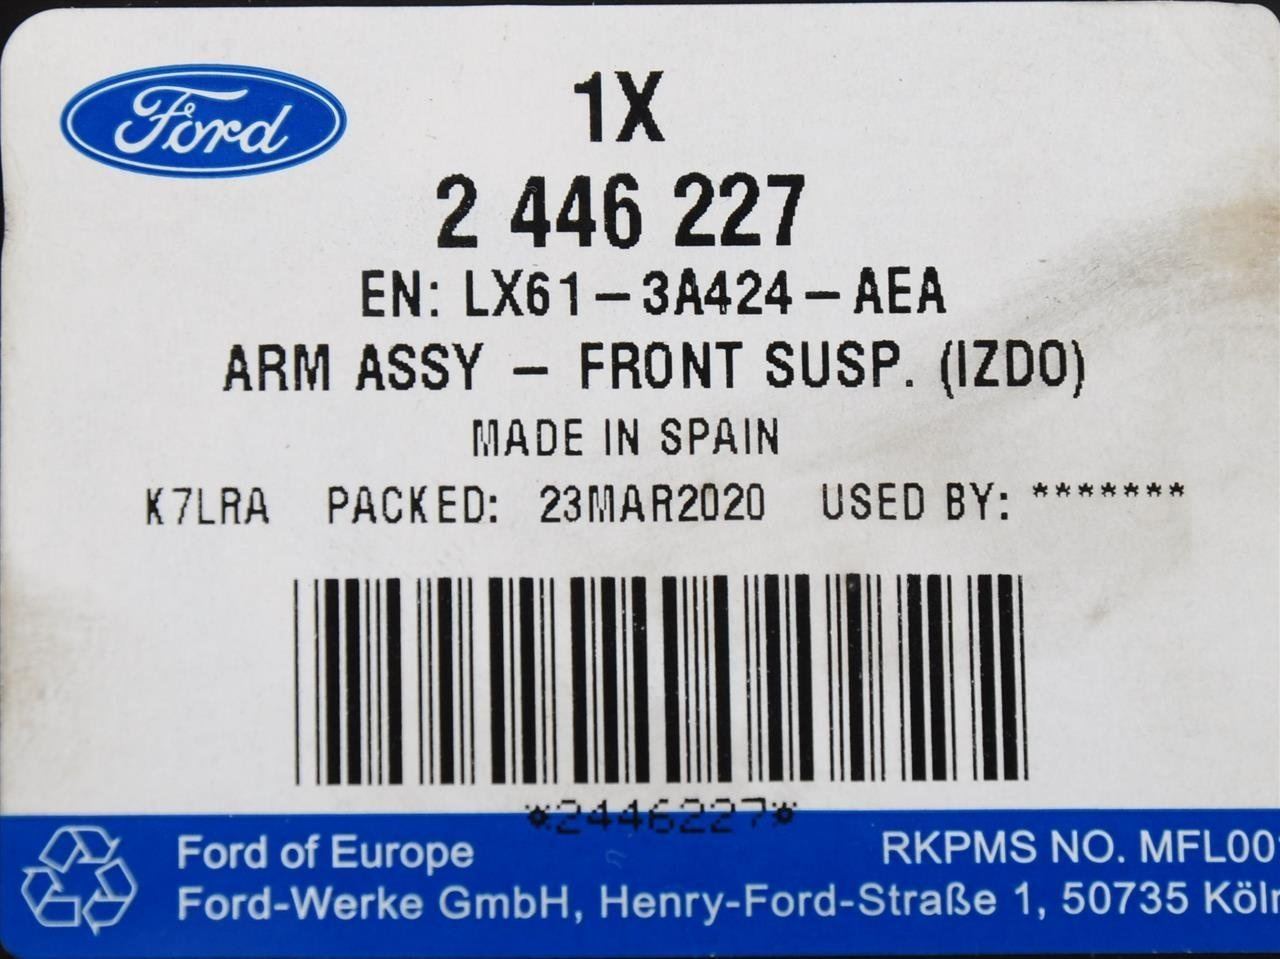 Ford
1X
2 446 227
EN: LX61-3A424-AEA
ARM ASSY - FRONT SUSP. (IZDO)
MADE IN SPAIN
K7LRA PACKED: 23MAR2020 USED BY: *******
*2446227*
Ford of Europe
RKPMS NO. MFL00
Ford-Werke GmbH, Henry-Ford-Straße 1, 50735 Köln